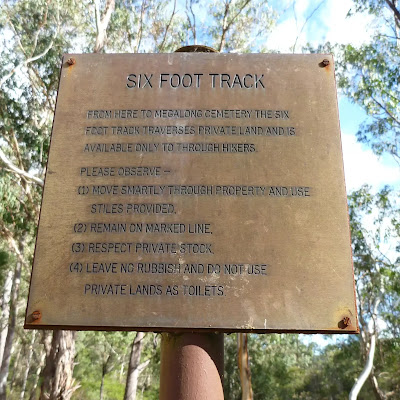 SIX FOOT TRACK
FROM HERE TO MEGALONG CEMETERY THE SIX
FOOT TRACK TRAVERSES PRIVATE LAND AND IS
AVAILABLE ONLY TO THROUGH HIKERS.
PLEASE OBSERVE —
(1) MOVE SMARTLY THROUGH PROPERTY AND USE
STILES PROVIDED.
(2) REMAIN ON MARKED LINE.
(3) RESPECT PRIVATE STOCK.
(4) LEAVE NO RUBBISH AND DO NOT USE
PRIVATE LANDS AS TOILETS.